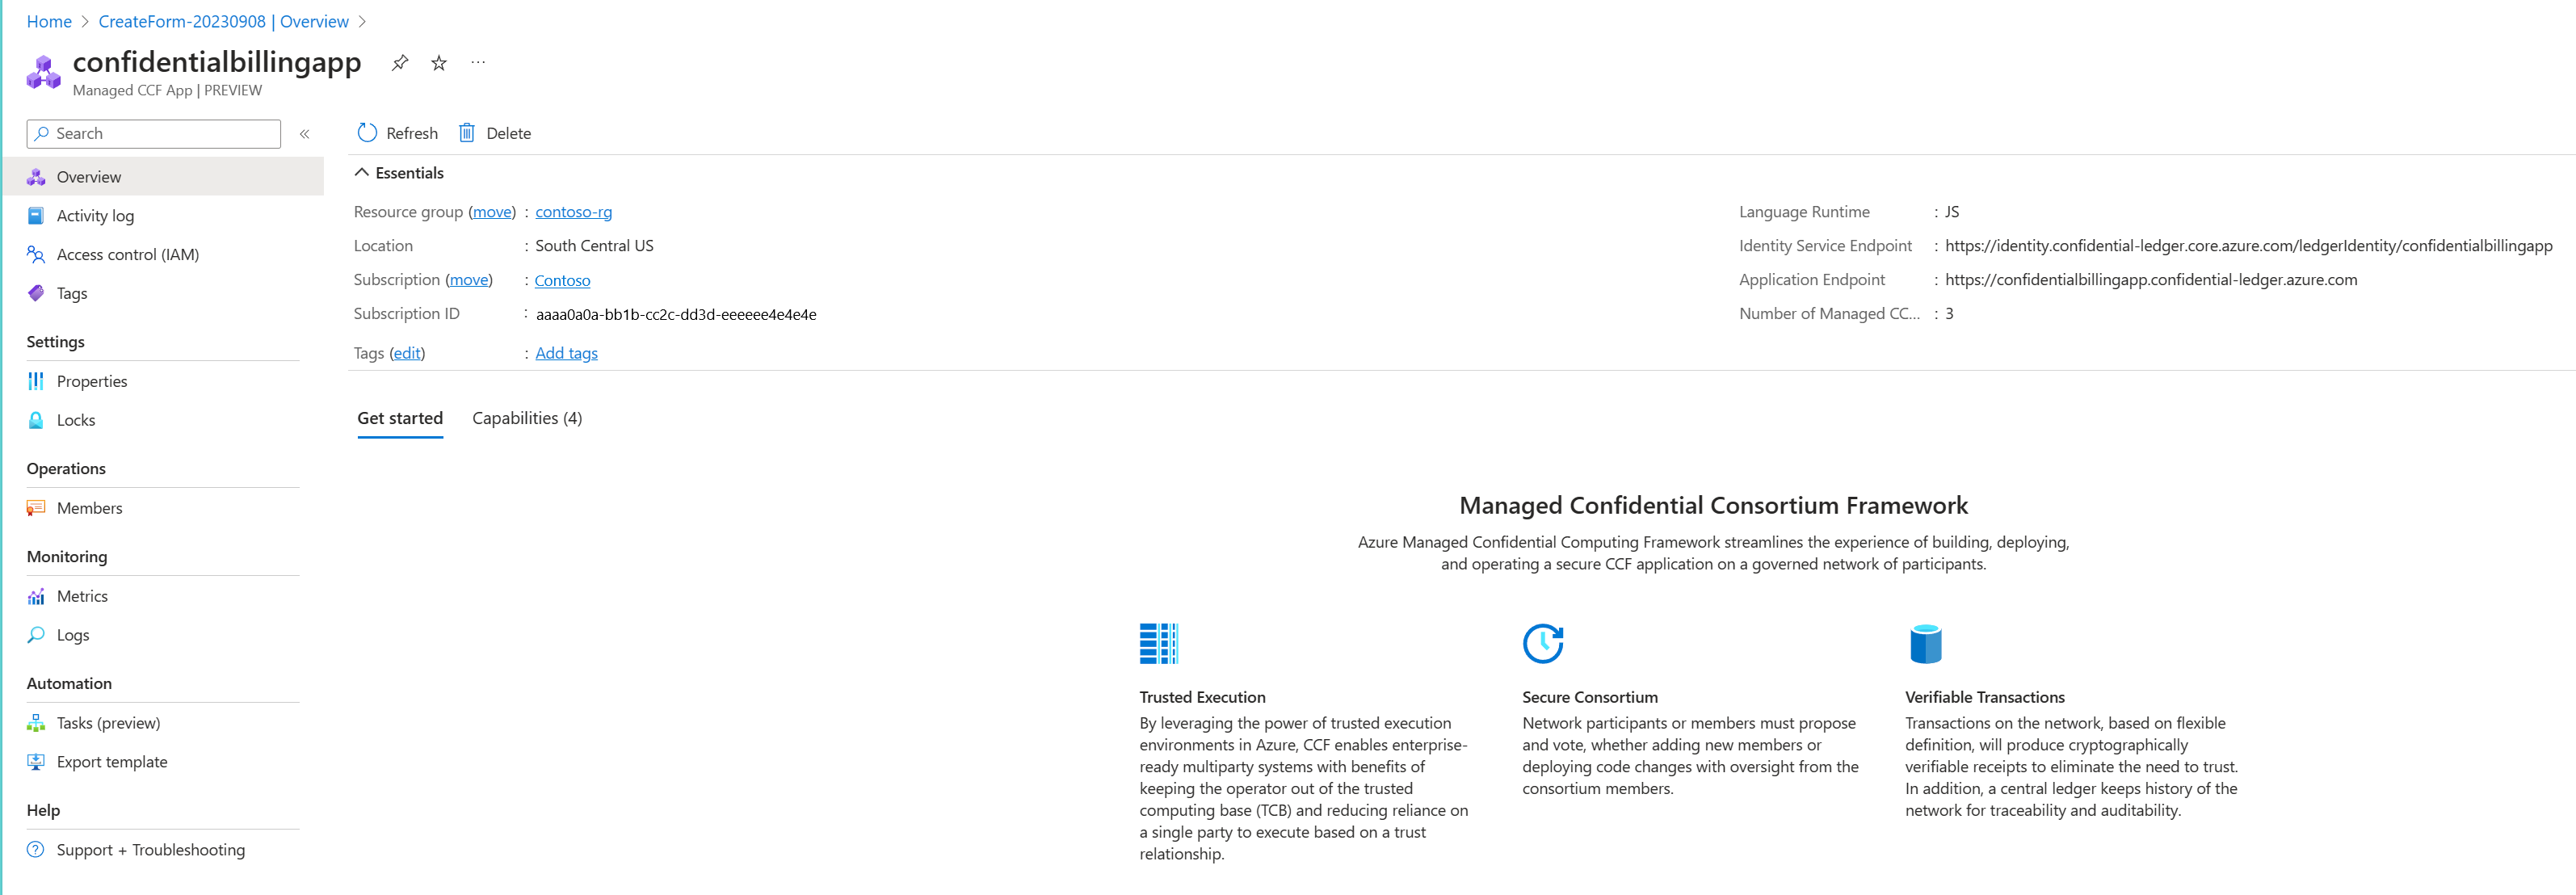 Home > CreateForm-20230908 | Overview >
confidentialbillingapp ...
Managed CCF App | PREVIEW
Search «
Overview
Activity log
Access control (IAM)
Tags
Settings
Properties
Locks
Operations
Members
Monitoring
Metrics
Logs
Automation
Tasks (preview)
Export template
Help
Support + Troubleshooting
Refresh Delete
Essentials
Resource group (move) : contoso-rg
Location : South Central US
Subscription (move) : Contoso
Subscription ID : aaaa0a0a-bb1b-cc2c-dd3d-eeeeee4e4e4e
Tags (edit) : Add tags
Language Runtime : JS
Identity Service Endpoint : https://identity.confidential-ledger.core.azure.com/ledgerIdentity/confidentialbillingapp
Application Endpoint : https://confidentialbillingapp.confidential-ledger.azure.com
Number of Managed CC... : 3
Get started Capabilities (4)
Managed Confidential Consortium Framework
Azure Managed Confidential Computing Framework streamlines the experience of building, deploying,
and operating a secure CCF application on a governed network of participants.
Trusted Execution
By leveraging the power of trusted execution
environments in Azure, CCF enables enterprise-
ready multiparty systems with benefits of
keeping the operator out of the trusted
computing base (TCB) and reducing reliance on
a single party to execute based on a trust
relationship.
Secure Consortium
Network participants or members must propose
and vote, whether adding new members or
deploying code changes with oversight from the
consortium members.
Verifiable Transactions
Transactions on the network, based on flexible
definition, will produce cryptographically
verifiable receipts to eliminate the need to trust.
In addition, a central ledger keeps history of the
network for traceability and auditability.